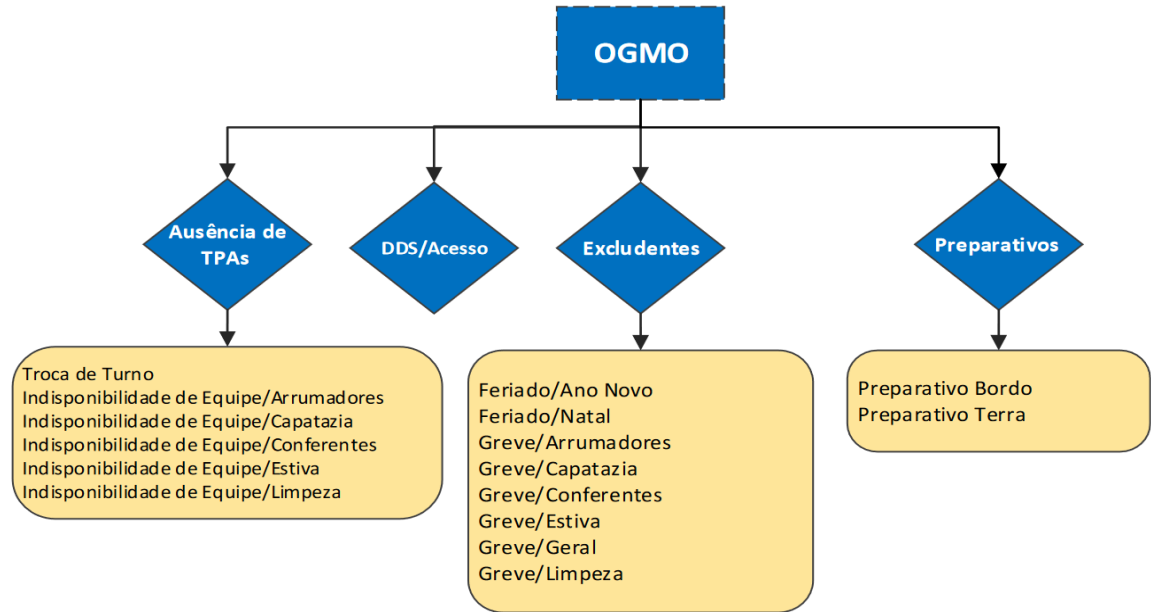 OGMO
Ausência de
TPAs
DDS/Acesso
Excludentes
Preparativos
Troca de Turno
Indisponibilidade de Equipe/Arrumadores
Indisponibilidade de Equipe/Capatazia
Indisponibilidade de Equipe/Conferentes
Indisponibilidade de Equipe/Estiva
Indisponibilidade de Equipe/Limpeza
Feriado/Ano Novo
Feriado/Natal
Greve/Arrumadores
Greve/Capatazia
Greve/Conferentes
Greve/Estiva
Greve/Geral
Greve/Limpeza
Preparativo Bordo
Preparativo Terra